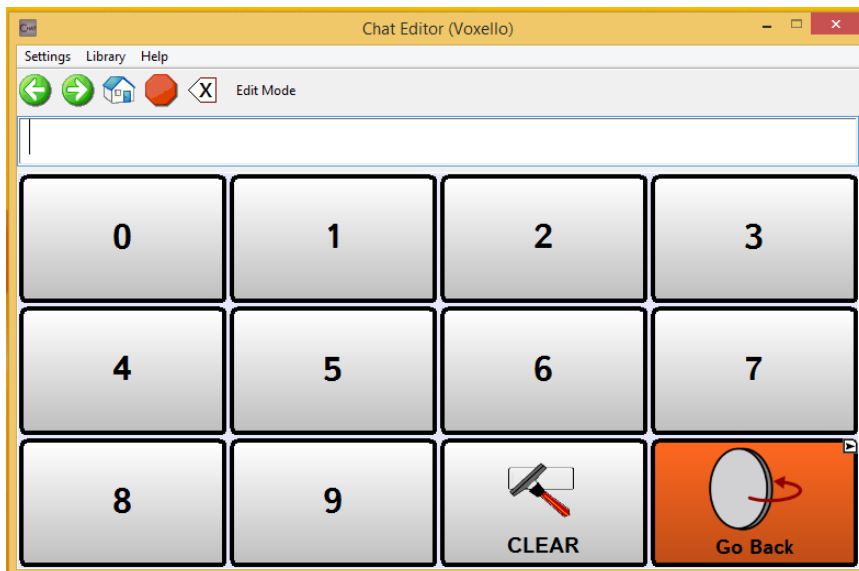 Chat Editor (Voxello)
Settings Library Help
X Edit Mode
0 1 2 3
4 5 6 7
8 9 CLEAR Go Back